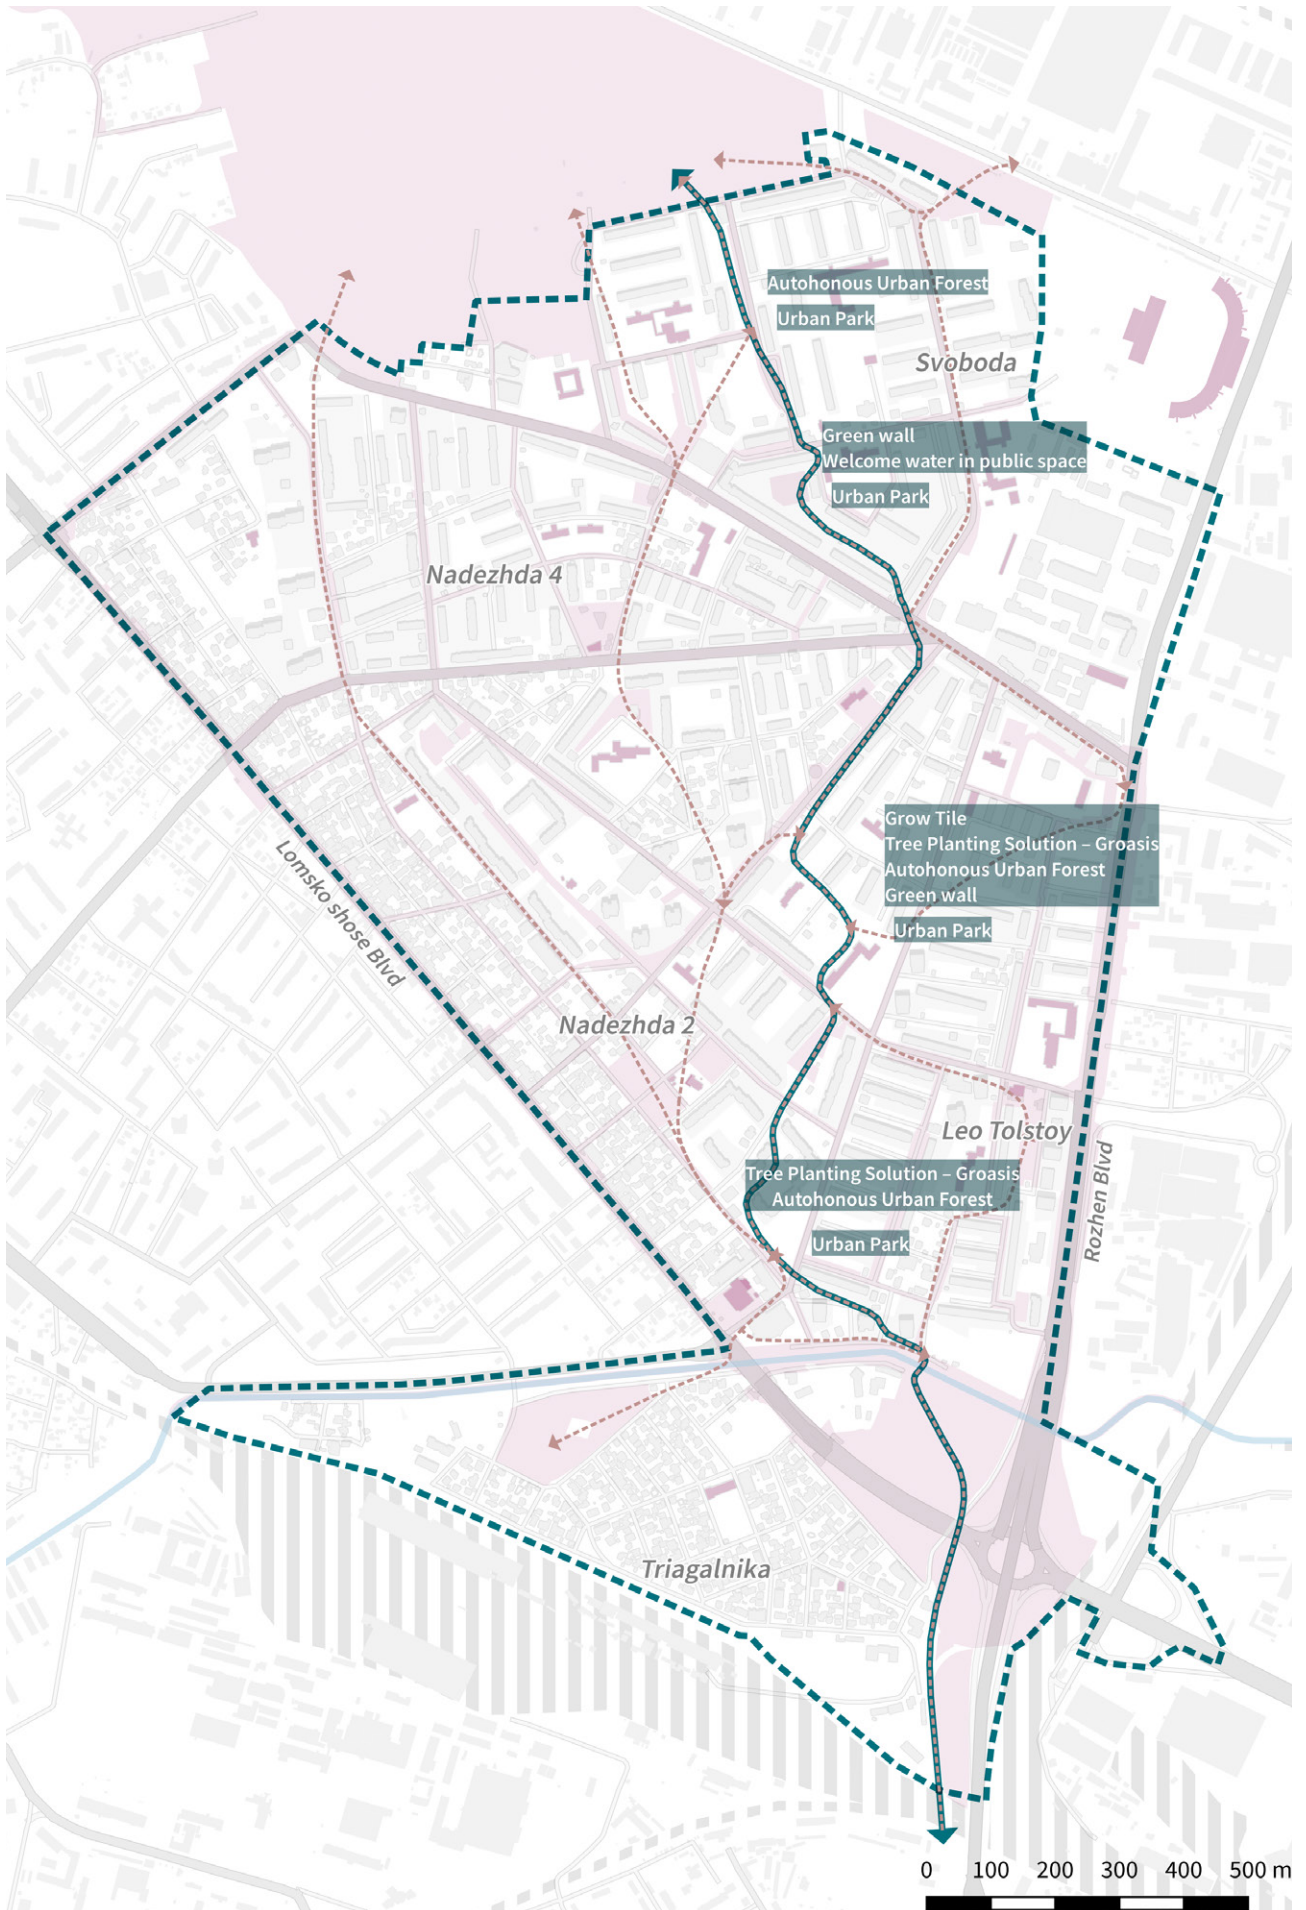 Autohonous Urban Forest
Urban Park
Svoboda
Green wall
Welcome water in public space
Urban Park
Nadezhda 4
Grow Tile
Tree Planting Solution – Groasis
Autohonous Urban Forest
Green wall
Urban Park
Lomsko shose Blvd
Nadezhda 2
Leo Tolstoy
Rozhen Blvd
Tree Planting Solution – Groasis
Autohonous Urban Forest
Urban Park
Triagalnika
0 100 200 300 400 500 m